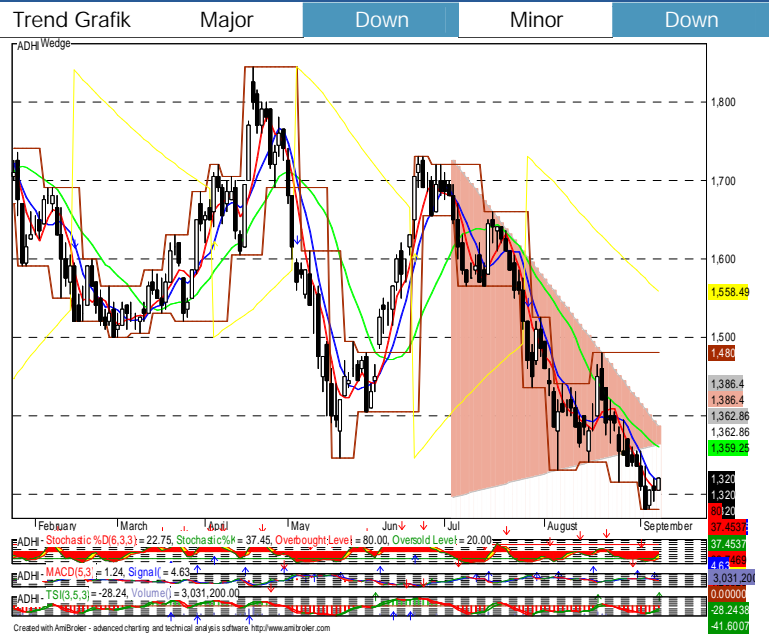 Trend Grafik Major Down Minor Down
ADHI Wedge
1,800
1,700
1,600
1,558.49
1,500
1,480
1,386.4
1,386.4
1,362.86
1,362.86
1,359.25
1,320
1,320
February March April May Jun Jul August September
37.4537
ADHI - Stochastic %D(6,3,3) = 22.75, Stochastic%K = 37.45, Overbought Level = 80.00, Oversold Level = 20.00
37.4537
4.63
ADHI - MACD(5,3) = 1.24, Signal() = 4.63
3,031,200
ADHI - TSI(3,5,3) = -28.24, Volume() = 3,031,200.00
0.00000
-28.2438
-41.6007
Created with AmiBroker - advanced charting and technical analysis software. http://www.amibroker.com